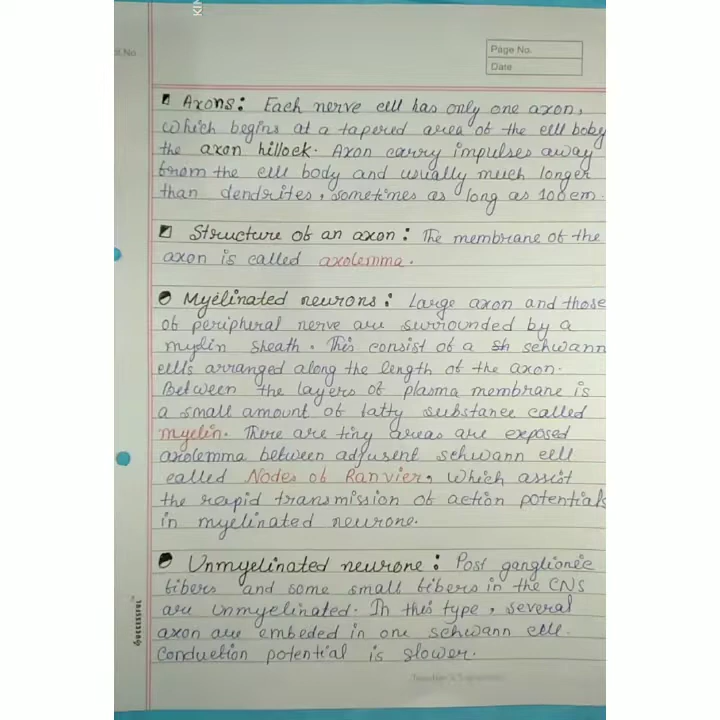 KIN
Page No.
Date
Axons: Each nerve cell has only one axon,
which begins at a tapered area of the cell boby
the axon hillock. Axon carry impulses away
from the cell body and usually much longer
than dendrites, sometimes as long as 100cm.
Structure of an axon: The membrane of the
axon is called axolemma.
Myelinated neurons: Large axon and those
of peripheral nerve are surrounded by a
myelin sheath. This consist of a sh schwann
cells arranged along the length of the axon.
Between the layers of plasma membrane is
a small amount of fatty substance called
myelin. There are tiny areas are exposed
axolemma between adjusent schwann cell
called Nodes of Ranvier, which assist
the rapid transmission of action potentials
in myelinated neurone.
Unmyelinated neurone: Post ganglionic
fibers and some small fibers in the CNS
are unmyelinated. In this type, several
axon are embeded in one schwann cell.
Conduction potential is slower.
SUCCESSFUL